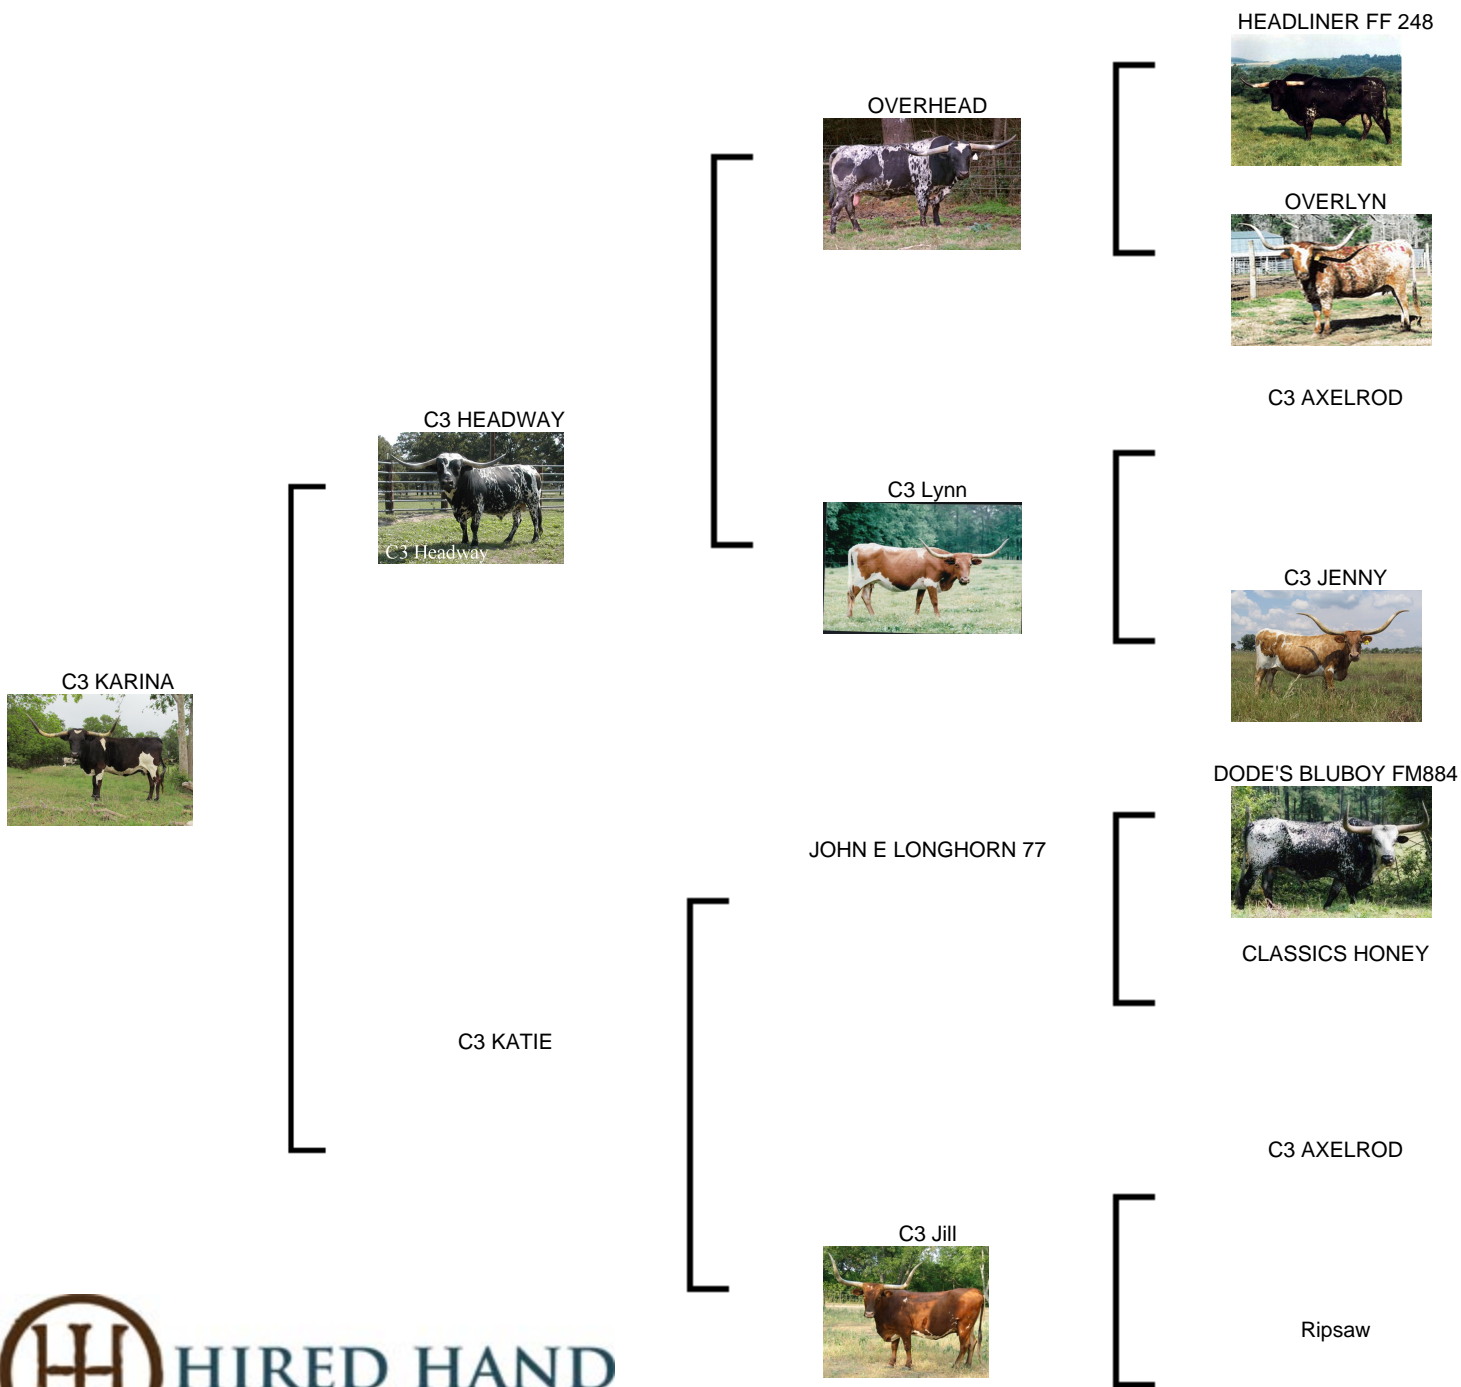 HEADLINER FF 248
OVERHEAD
OVERLYN
C3 AXELROD
C3 HEADWAY
C3 Headway
C3 Lynn
C3 JENNY
C3 KARINA
DODE'S BLUBOY FM884
JOHN E LONGHORN 77
CLASSICS HONEY
C3 KATIE
C3 AXELROD
C3 Jill
Ripsaw
HIRED HAND